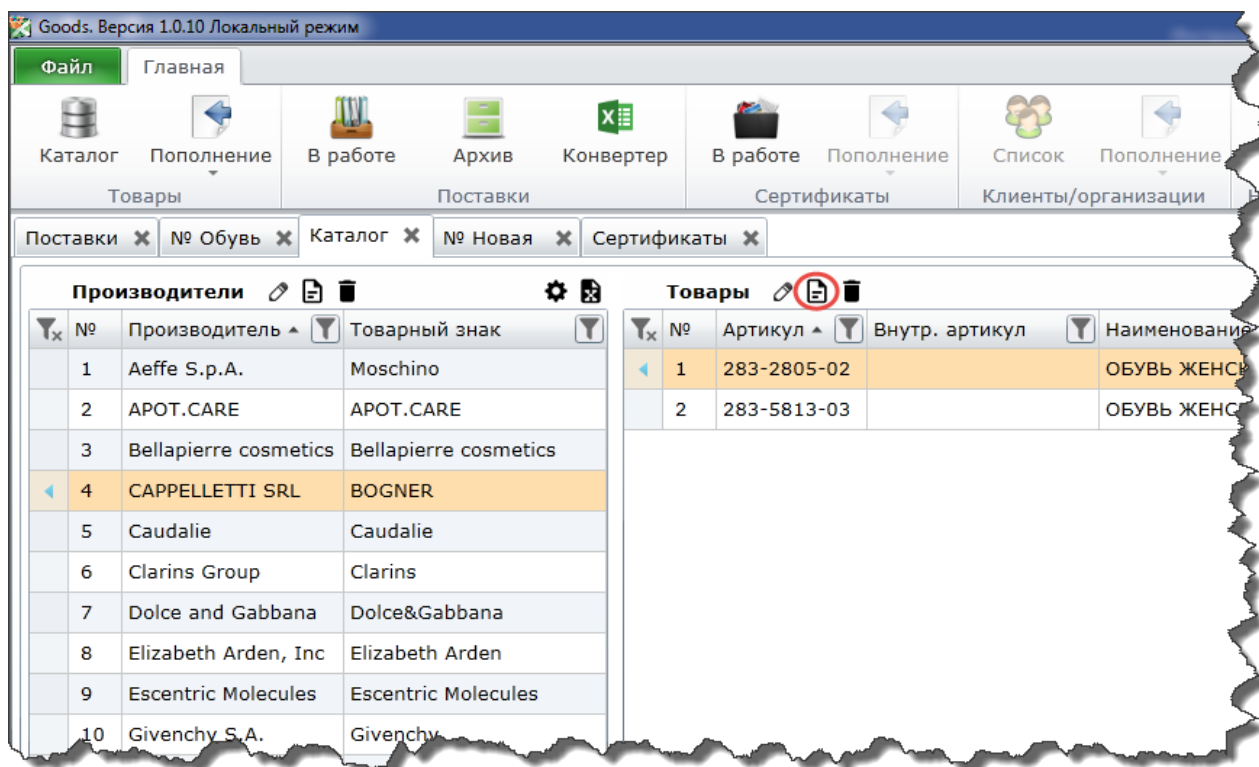 Goods. Версия 1.0.10 Локальный режим
Файл Главная
Каталог Пополнение В работе Архив Конвертер В работе Пополнение Список Пополнение
Товары Поставки Сертификаты Клиенты/организации
Поставки № Обувь Каталог № Новая Сертификаты
Производители Товары
№ Производитель Товарный знак № Артикул Внутр. артикул Наименование
1 Aeffe S.p.A. Moschino 1 283-2805-02 ОБУВЬ ЖЕНС
2 APOT.CARE APOT.CARE 2 283-5813-03 ОБУВЬ ЖЕНС
3 Bellapierre cosmetics Bellapierre cosmetics
4 CAPPELLETTI SRL BOGNER
5 Caudalie Caudalie
6 Clarins Group Clarins
7 Dolce and Gabbana Dolce&Gabbana
8 Elizabeth Arden, Inc Elizabeth Arden
9 Escentric Molecules Escentric Molecules
10 Givenchy S.A. Givenchy